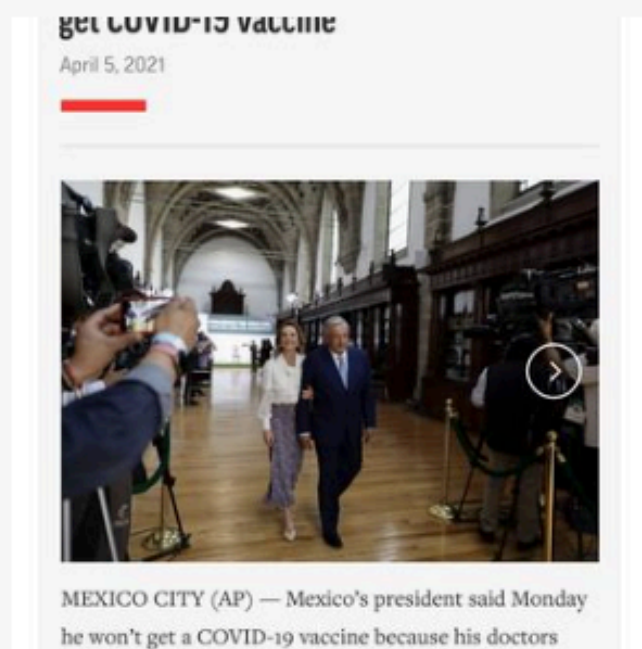 get COVID-19 vaccine
April 5, 2021
MEXICO CITY (AP) — Mexico’s president said Monday
he won’t get a COVID-19 vaccine because his doctors